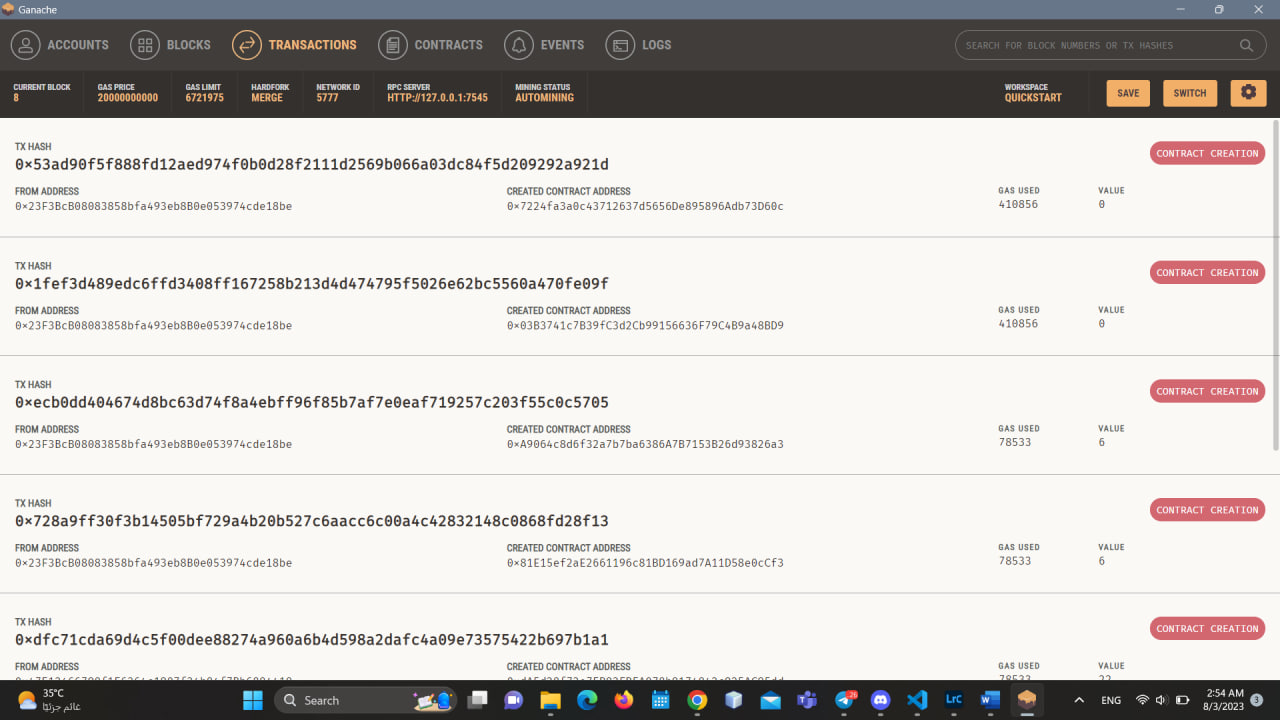 Ganache
ACCOUNTS BLOCKS TRANSACTIONS CONTRACTS EVENTS LOGS SEARCH FOR BLOCK NUMBERS OR TX HASHES
CURRENT BLOCK GAS PRICE GAS LIMIT HARDFORK NETWORK ID RPC SERVER MINING STATUS WORKSPACE SAVE SWITCH
8 20000000000 6721975 MERGE 5777 HTTP://127.0.0.1:7545 AUTOMINING QUICKSTART
TX HASH
0×53ad90f5f888fd12aed974f0b0d28f2111d2569b066a03dc84f5d209292a921d CONTRACT CREATION
FROM ADDRESS CREATED CONTRACT ADDRESS GAS USED VALUE
0×23F3BcB08083858bfa493eb8B0e053974cde18be 0×7224fa3a0c43712637d5656De895896Adb73D60c 410856 0
TX HASH
0×1fef3d489edc6ffd3408ff167258b213d4d474795f5026e62bc5560a470fe09f CONTRACT CREATION
FROM ADDRESS CREATED CONTRACT ADDRESS GAS USED VALUE
0×23F3BcB08083858bfa493eb8B0e053974cde18be 0×03B3741c7B39fC3d2Cb99156636F79C4B9a48BD9 410856 0
TX HASH
0×ecb0dd404674d8bc63d74f8a4ebff96f85b7af7e0eaf719257c203f55c0c5705 CONTRACT CREATION
FROM ADDRESS CREATED CONTRACT ADDRESS GAS USED VALUE
0×23F3BcB08083858bfa493eb8B0e053974cde18be 0×A9064c8d6f32a7b7ba6386A7B7153B26d93826a3 78533 6
TX HASH
0×728a9ff30f3b14505bf729a4b20b527c6aacc6c00a4c42832148c0868fd28f13 CONTRACT CREATION
FROM ADDRESS CREATED CONTRACT ADDRESS GAS USED VALUE
0×23F3BcB08083858bfa493eb8B0e053974cde18be 0×81E15ef2aE2661196c81BD169ad7A11D58e0cCf3 78533 6
TX HASH
0×dfc71cda69d4c5f00dee88274a960a6b4d598a2dafc4a09e73575422b697b1a1 CONTRACT CREATION
FROM ADDRESS CREATED CONTRACT ADDRESS GAS USED VALUE
78533 22
35°C Search 26 Lrc ENG 2:54 AM
غائم جزئيًا 8/3/2023 3